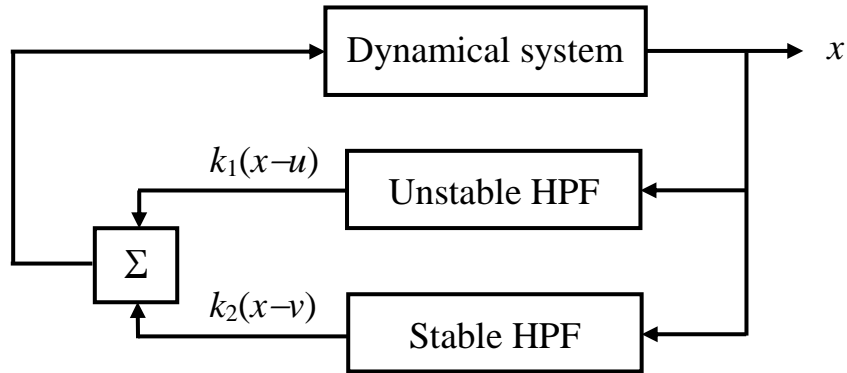 Dynamical system
x
k₁(x−u)
Unstable HPF
Σ
k₂(x−v)
Stable HPF